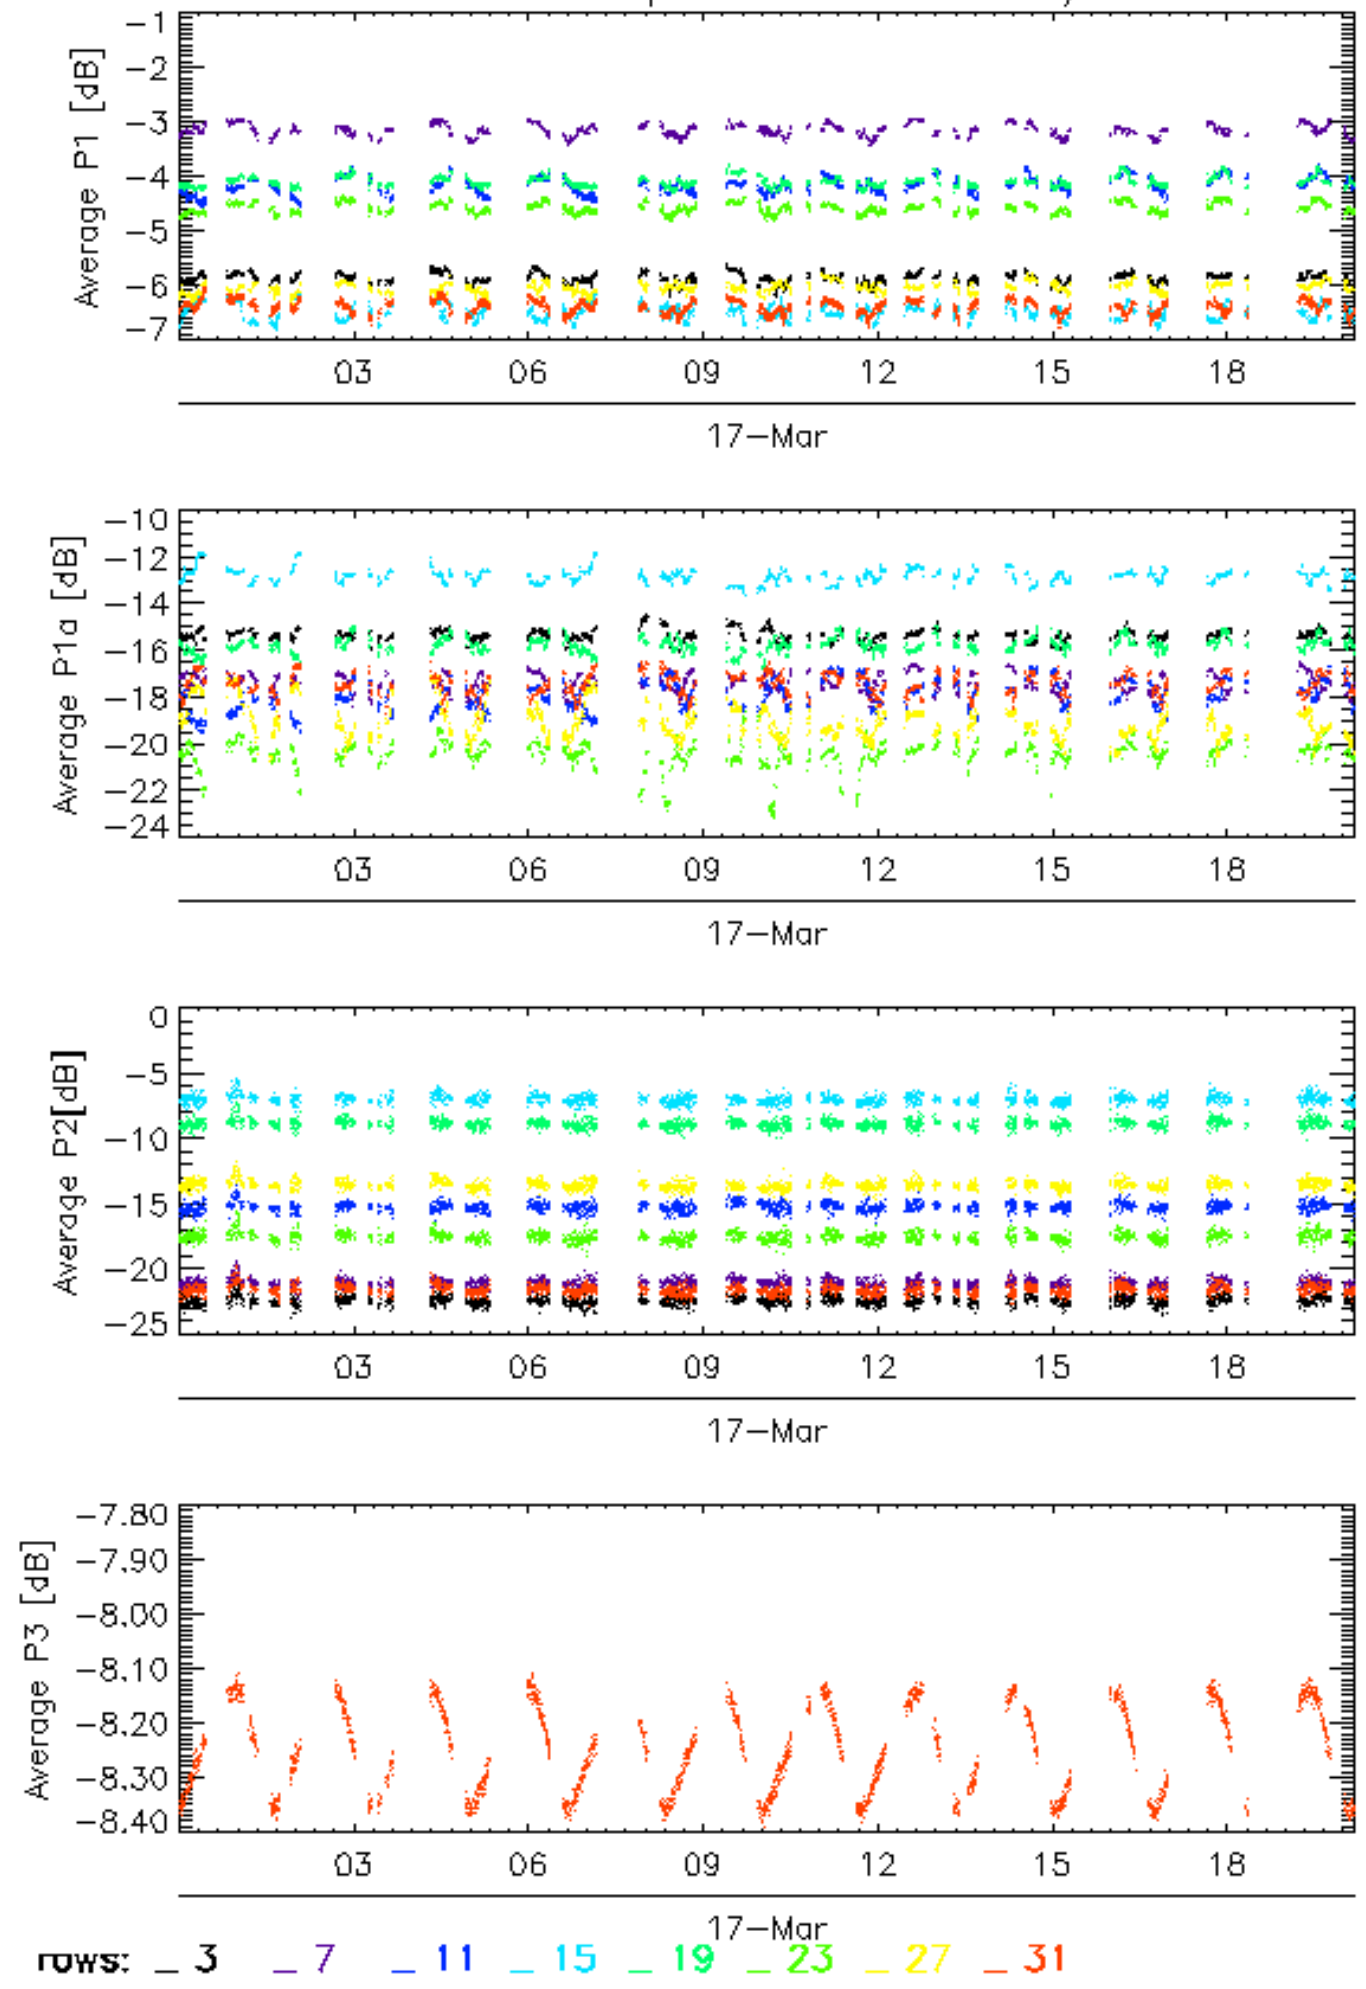 -1
-2
-3
-4
-5
-6
-7
Average P1 [dB]
03 06 09 12 15 18
17-Mar
-10
-12
-14
-16
-18
-20
-22
-24
Average P1a [dB]
03 06 09 12 15 18
17-Mar
0
-5
-10
-15
-20
-25
Average P2[dB]
03 06 09 12 15 18
17-Mar
-7.80
-7.90
-8.00
-8.10
-8.20
-8.30
-8.40
Average P3 [dB]
03 06 09 12 15 18
17-Mar
rows: _ 3 _ 7 _ 11 _ 15 _ 19 _ 23 _ 27 _ 31